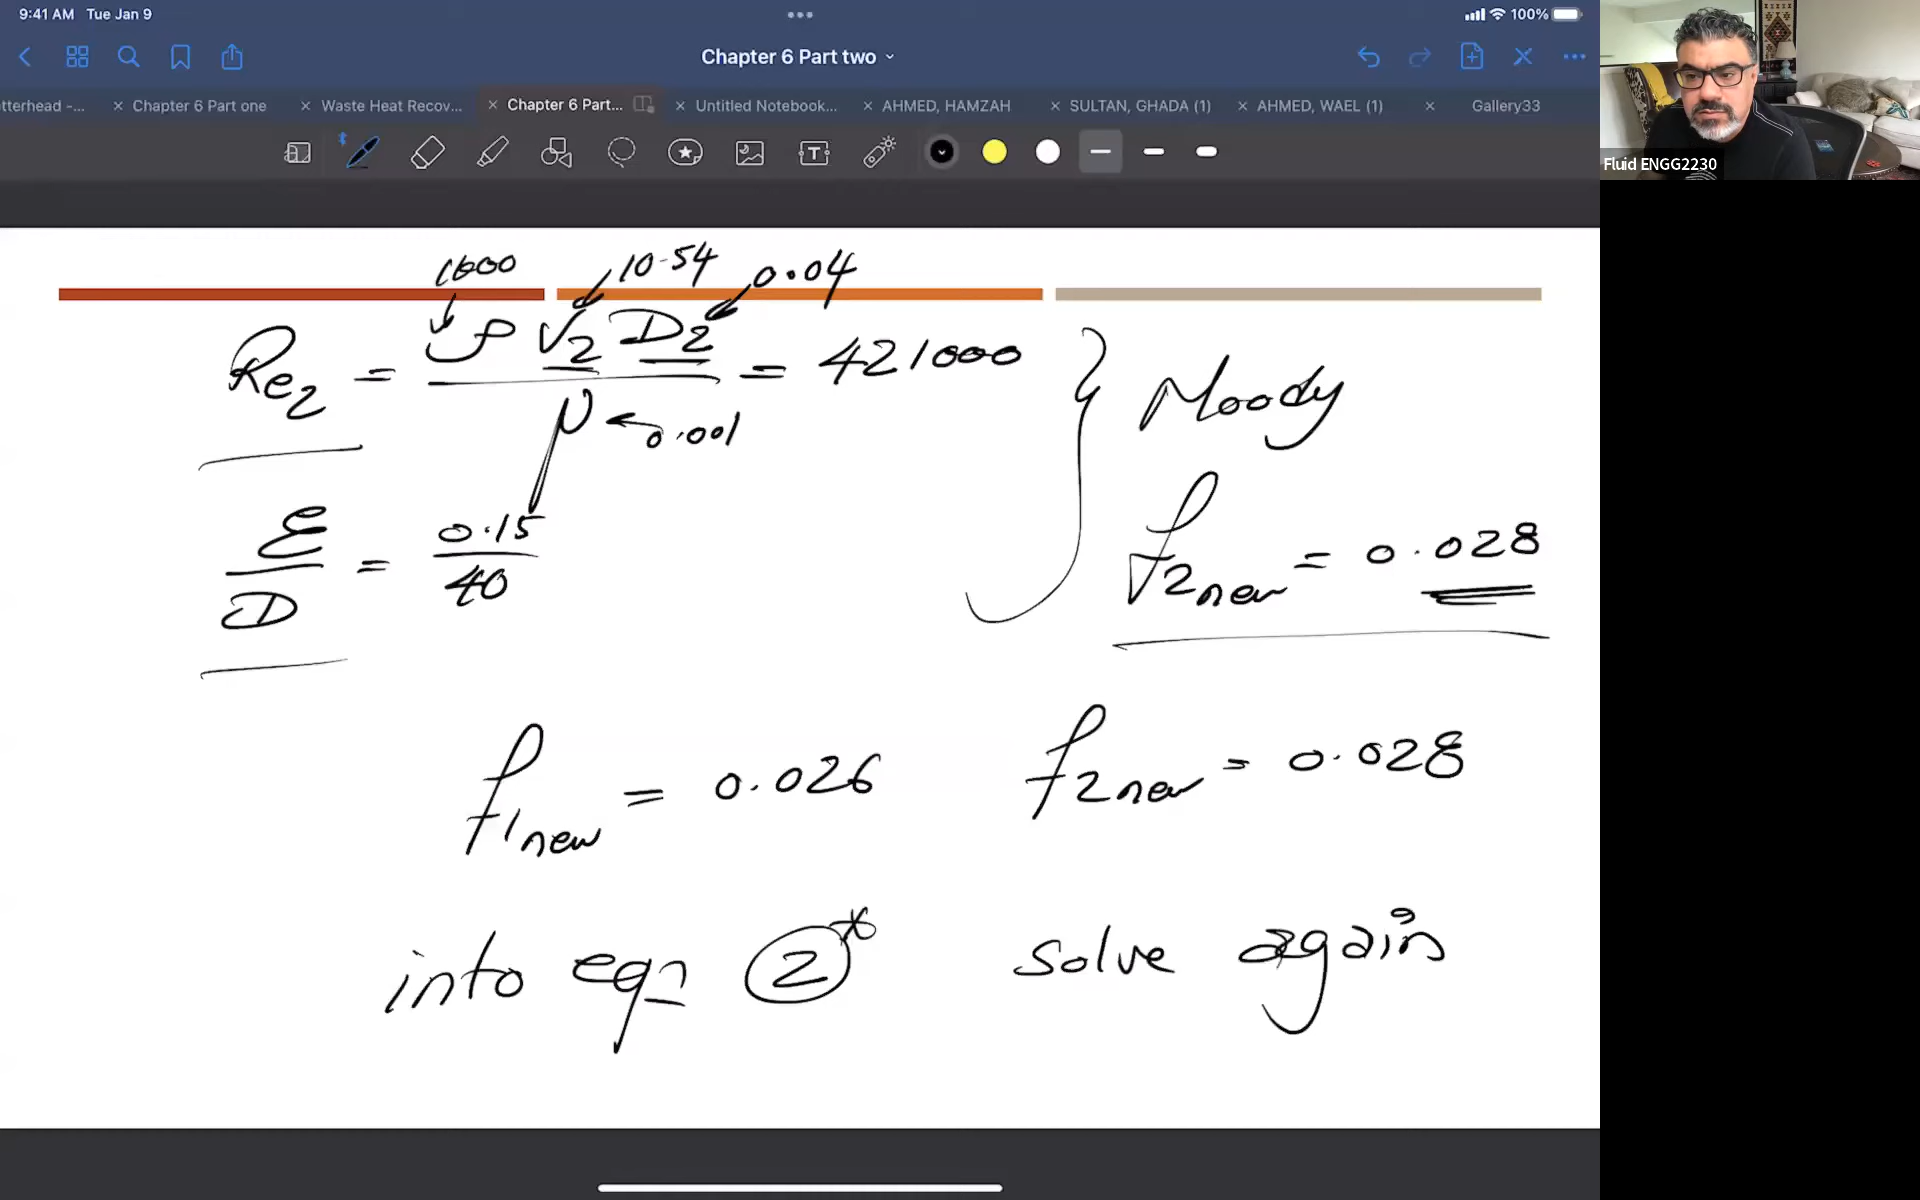 9:41 AM Tue Jan 9
100%
Chapter 6 Part two
tterhead -... × Chapter 6 Part one × Waste Heat Recov... × Chapter 6 Part... × Untitled Notebook... × AHMED, HAMZAH × SULTAN, GHADA (1) × AHMED, WAEL (1) × Gallery33
Fluid ENGG2230
1000 10.54 0.04
Re2 = ρ V2 D2 / μ = 421000
0.001
Moody
ε/D = 0.15/40
f2new = 0.028
f1new = 0.026 f2new = 0.028
into eqn 2* solve again